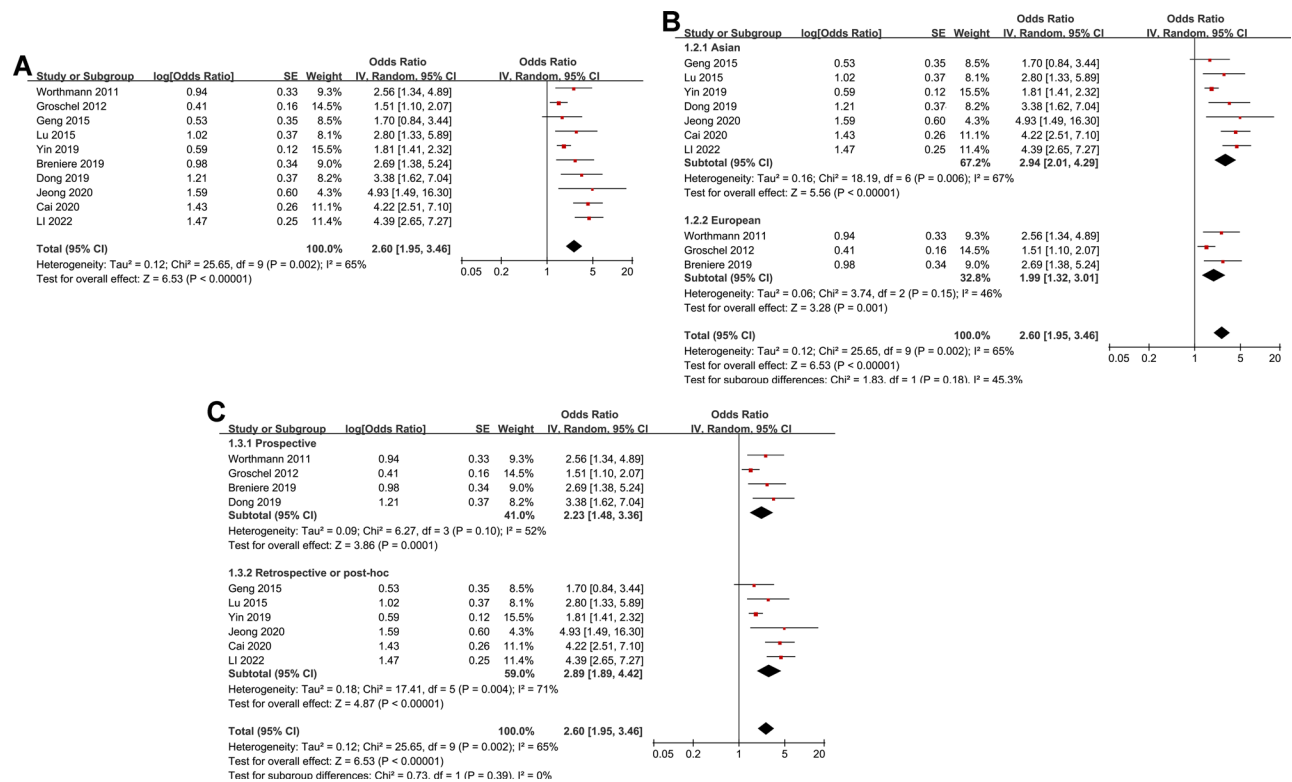 A
Odds Ratio Odds Ratio
Study or Subgroup log[Odds Ratio] SE Weight IV, Random, 95% CI IV, Random, 95% CI
Worthmann 2011 0.94 0.33 9.3% 2.56 [1.34, 4.89]
Groschel 2012 0.41 0.16 14.5% 1.51 [1.10, 2.07]
Geng 2015 0.53 0.35 8.5% 1.70 [0.84, 3.44]
Lu 2015 1.02 0.37 8.1% 2.80 [1.33, 5.89]
Yin 2019 0.59 0.12 15.5% 1.81 [1.41, 2.32]
Breniere 2019 0.98 0.34 9.0% 2.69 [1.38, 5.24]
Dong 2019 1.21 0.37 8.2% 3.38 [1.62, 7.04]
Jeong 2020 1.59 0.60 4.3% 4.93 [1.49, 16.30]
Cai 2020 1.43 0.26 11.1% 4.22 [2.51, 7.10]
LI 2022 1.47 0.25 11.4% 4.39 [2.65, 7.27]
Total (95% CI) 100.0% 2.60 [1.95, 3.46]
Heterogeneity: Tau² = 0.12; Chi² = 25.65, df = 9 (P = 0.002); I² = 65%
Test for overall effect: Z = 6.53 (P < 0.00001)
0.05 0.2 1 5 20
B
Odds Ratio Odds Ratio
Study or Subgroup log[Odds Ratio] SE Weight IV, Random, 95% CI IV, Random, 95% CI
1.2.1 Asian
Geng 2015 0.53 0.35 8.5% 1.70 [0.84, 3.44]
Lu 2015 1.02 0.37 8.1% 2.80 [1.33, 5.89]
Yin 2019 0.59 0.12 15.5% 1.81 [1.41, 2.32]
Dong 2019 1.21 0.37 8.2% 3.38 [1.62, 7.04]
Jeong 2020 1.59 0.60 4.3% 4.93 [1.49, 16.30]
Cai 2020 1.43 0.26 11.1% 4.22 [2.51, 7.10]
LI 2022 1.47 0.25 11.4% 4.39 [2.65, 7.27]
Subtotal (95% CI) 67.2% 2.94 [2.01, 4.29]
Heterogeneity: Tau² = 0.16; Chi² = 18.19, df = 6 (P = 0.006); I² = 67%
Test for overall effect: Z = 5.56 (P < 0.00001)
1.2.2 European
Worthmann 2011 0.94 0.33 9.3% 2.56 [1.34, 4.89]
Groschel 2012 0.41 0.16 14.5% 1.51 [1.10, 2.07]
Breniere 2019 0.98 0.34 9.0% 2.69 [1.38, 5.24]
Subtotal (95% CI) 32.8% 1.99 [1.32, 3.01]
Heterogeneity: Tau² = 0.06; Chi² = 3.74, df = 2 (P = 0.15); I² = 46%
Test for overall effect: Z = 3.28 (P = 0.001)
Total (95% CI) 100.0% 2.60 [1.95, 3.46]
Heterogeneity: Tau² = 0.12; Chi² = 25.65, df = 9 (P = 0.002); I² = 65%
Test for overall effect: Z = 6.53 (P < 0.00001)
Test for subgroup differences: Chi² = 1.83, df = 1 (P = 0.18), I² = 45.3%
0.05 0.2 1 5 20
C
Odds Ratio Odds Ratio
Study or Subgroup log[Odds Ratio] SE Weight IV, Random, 95% CI IV, Random, 95% CI
1.3.1 Prospective
Worthmann 2011 0.94 0.33 9.3% 2.56 [1.34, 4.89]
Groschel 2012 0.41 0.16 14.5% 1.51 [1.10, 2.07]
Breniere 2019 0.98 0.34 9.0% 2.69 [1.38, 5.24]
Dong 2019 1.21 0.37 8.2% 3.38 [1.62, 7.04]
Subtotal (95% CI) 41.0% 2.23 [1.48, 3.36]
Heterogeneity: Tau² = 0.09; Chi² = 6.27, df = 3 (P = 0.10); I² = 52%
Test for overall effect: Z = 3.86 (P = 0.0001)
1.3.2 Retrospective or post-hoc
Geng 2015 0.53 0.35 8.5% 1.70 [0.84, 3.44]
Lu 2015 1.02 0.37 8.1% 2.80 [1.33, 5.89]
Yin 2019 0.59 0.12 15.5% 1.81 [1.41, 2.32]
Jeong 2020 1.59 0.60 4.3% 4.93 [1.49, 16.30]
Cai 2020 1.43 0.26 11.1% 4.22 [2.51, 7.10]
LI 2022 1.47 0.25 11.4% 4.39 [2.65, 7.27]
Subtotal (95% CI) 59.0% 2.89 [1.89, 4.42]
Heterogeneity: Tau² = 0.18; Chi² = 17.41, df = 5 (P = 0.004); I² = 71%
Test for overall effect: Z = 4.87 (P < 0.00001)
Total (95% CI) 100.0% 2.60 [1.95, 3.46]
Heterogeneity: Tau² = 0.12; Chi² = 25.65, df = 9 (P = 0.002); I² = 65%
Test for overall effect: Z = 6.53 (P < 0.00001)
Test for subgroup differences: Chi² = 0.73, df = 1 (P = 0.39), I² = 0%
0.05 0.2 1 5 20